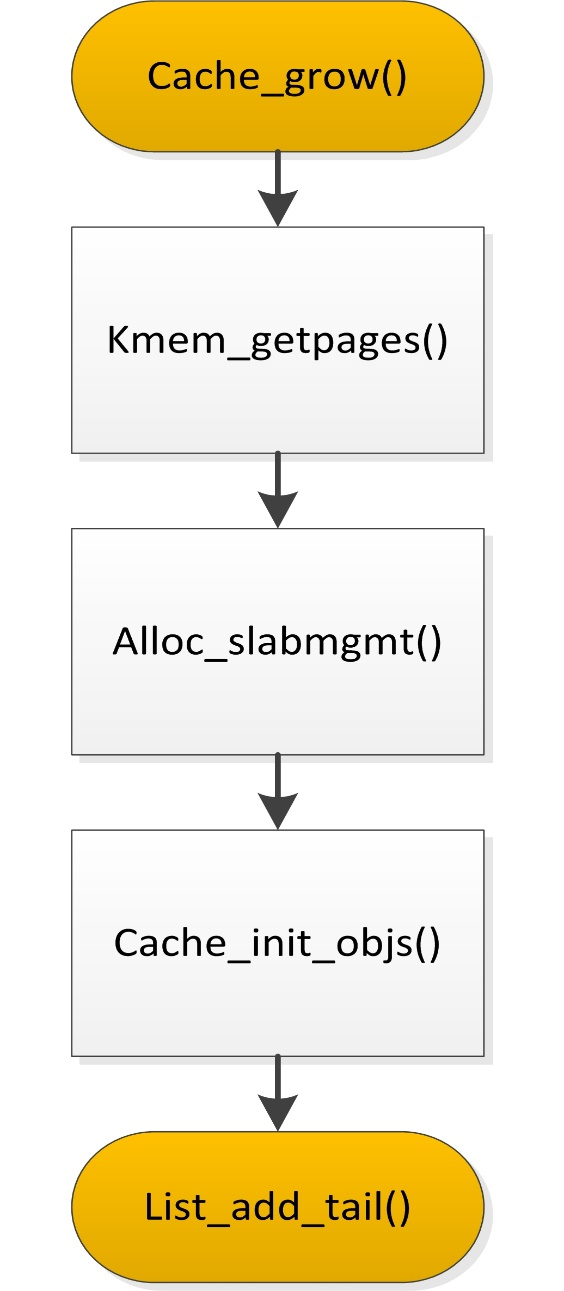 Cache_grow()
Kmem_getpages()
Alloc_slabmgmt()
Cache_init_objs()
List_add_tail()